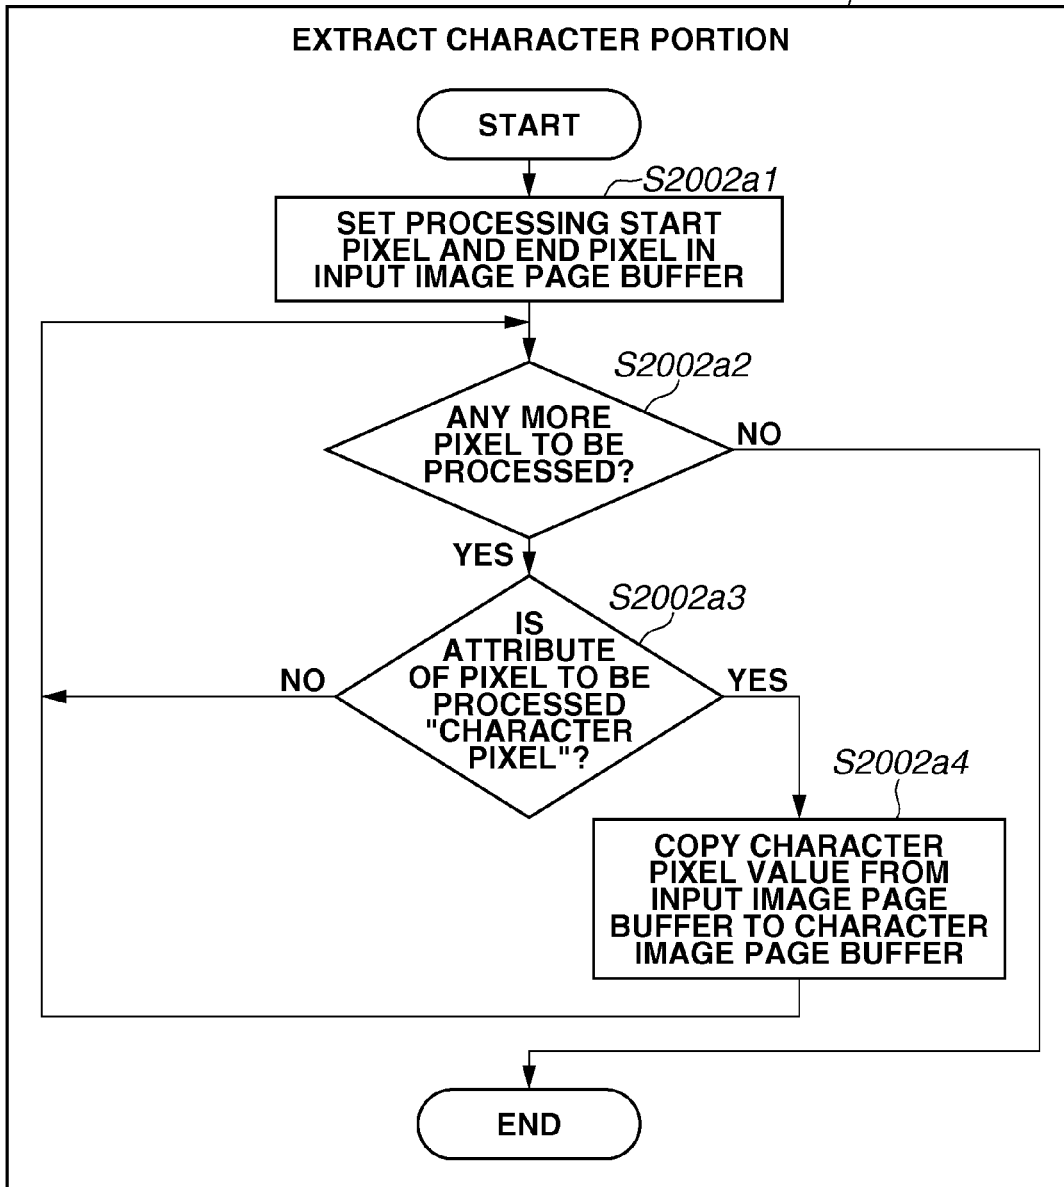 EXTRACT CHARACTER PORTION
START
S2002a1
SET PROCESSING START
PIXEL AND END PIXEL IN
INPUT IMAGE PAGE BUFFER
S2002a2
ANY MORE
PIXEL TO BE
PROCESSED?
NO
YES
S2002a3
IS
ATTRIBUTE
OF PIXEL TO BE
PROCESSED
"CHARACTER
PIXEL"?
NO
YES
S2002a4
COPY CHARACTER
PIXEL VALUE FROM
INPUT IMAGE PAGE
BUFFER TO CHARACTER
IMAGE PAGE BUFFER
END